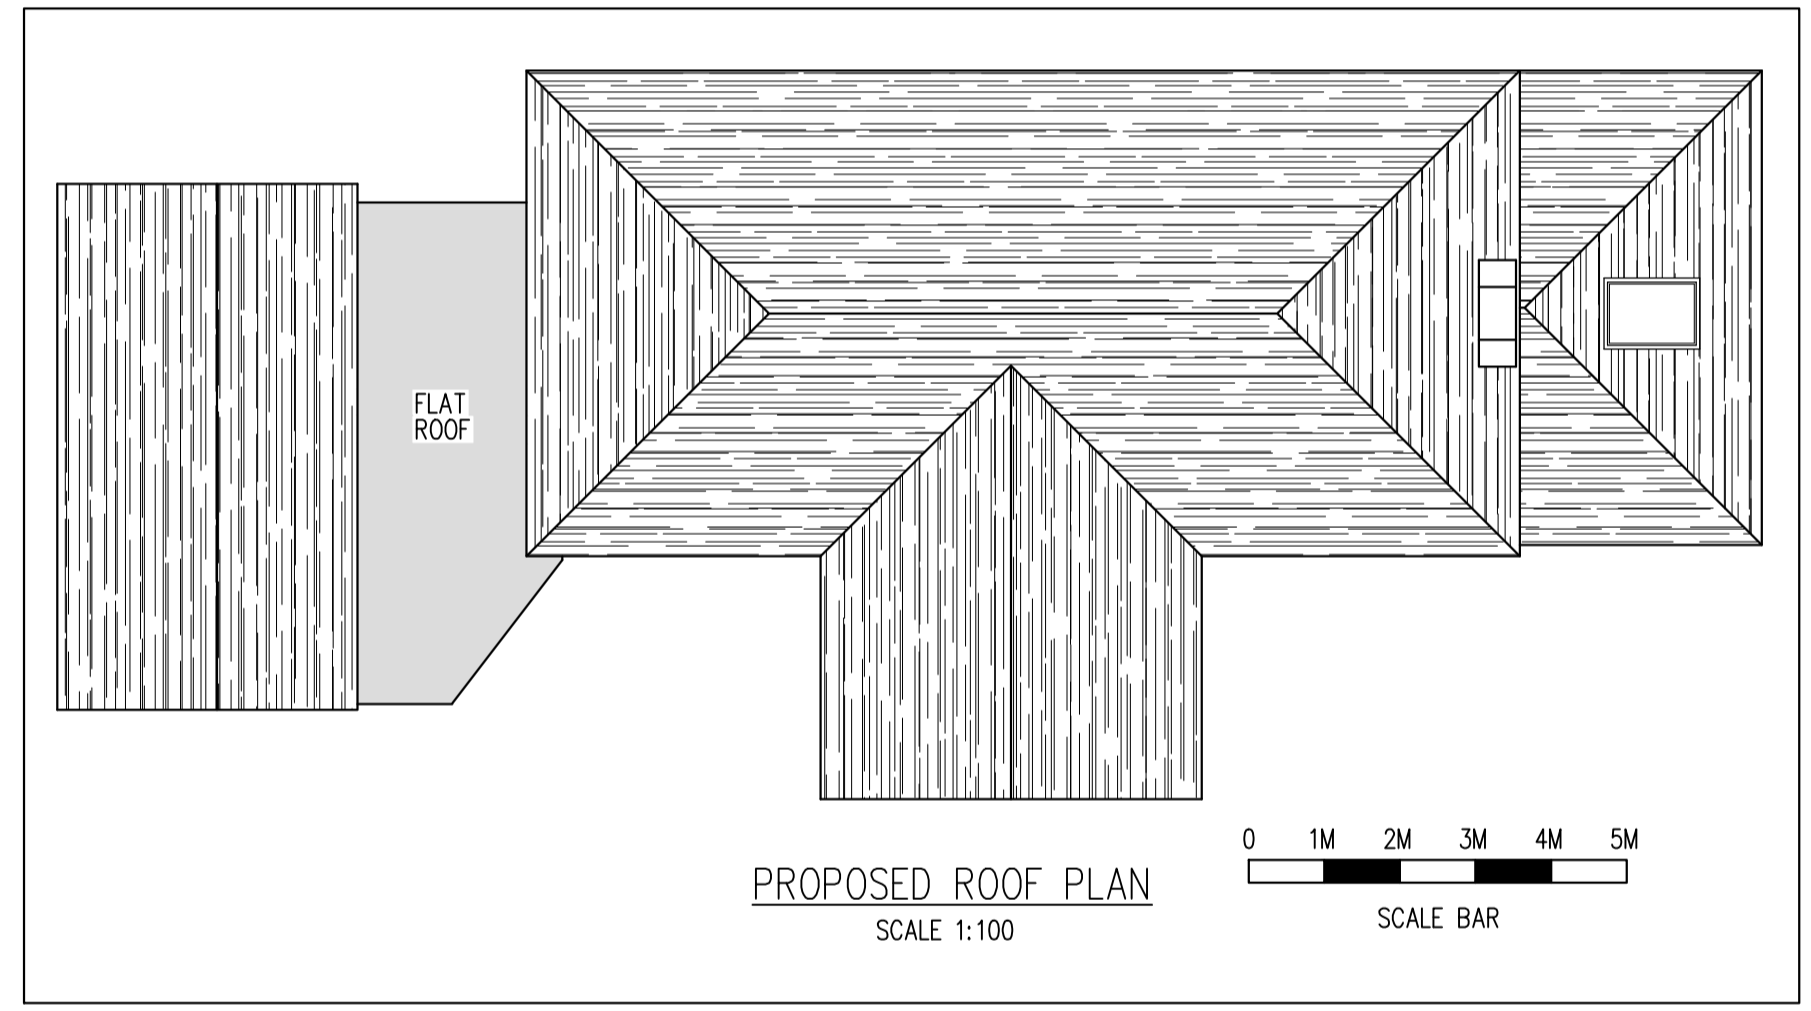 FLAT
ROOF
0 1M 2M 3M 4M 5M
PROPOSED ROOF PLAN
SCALE 1:100
SCALE BAR